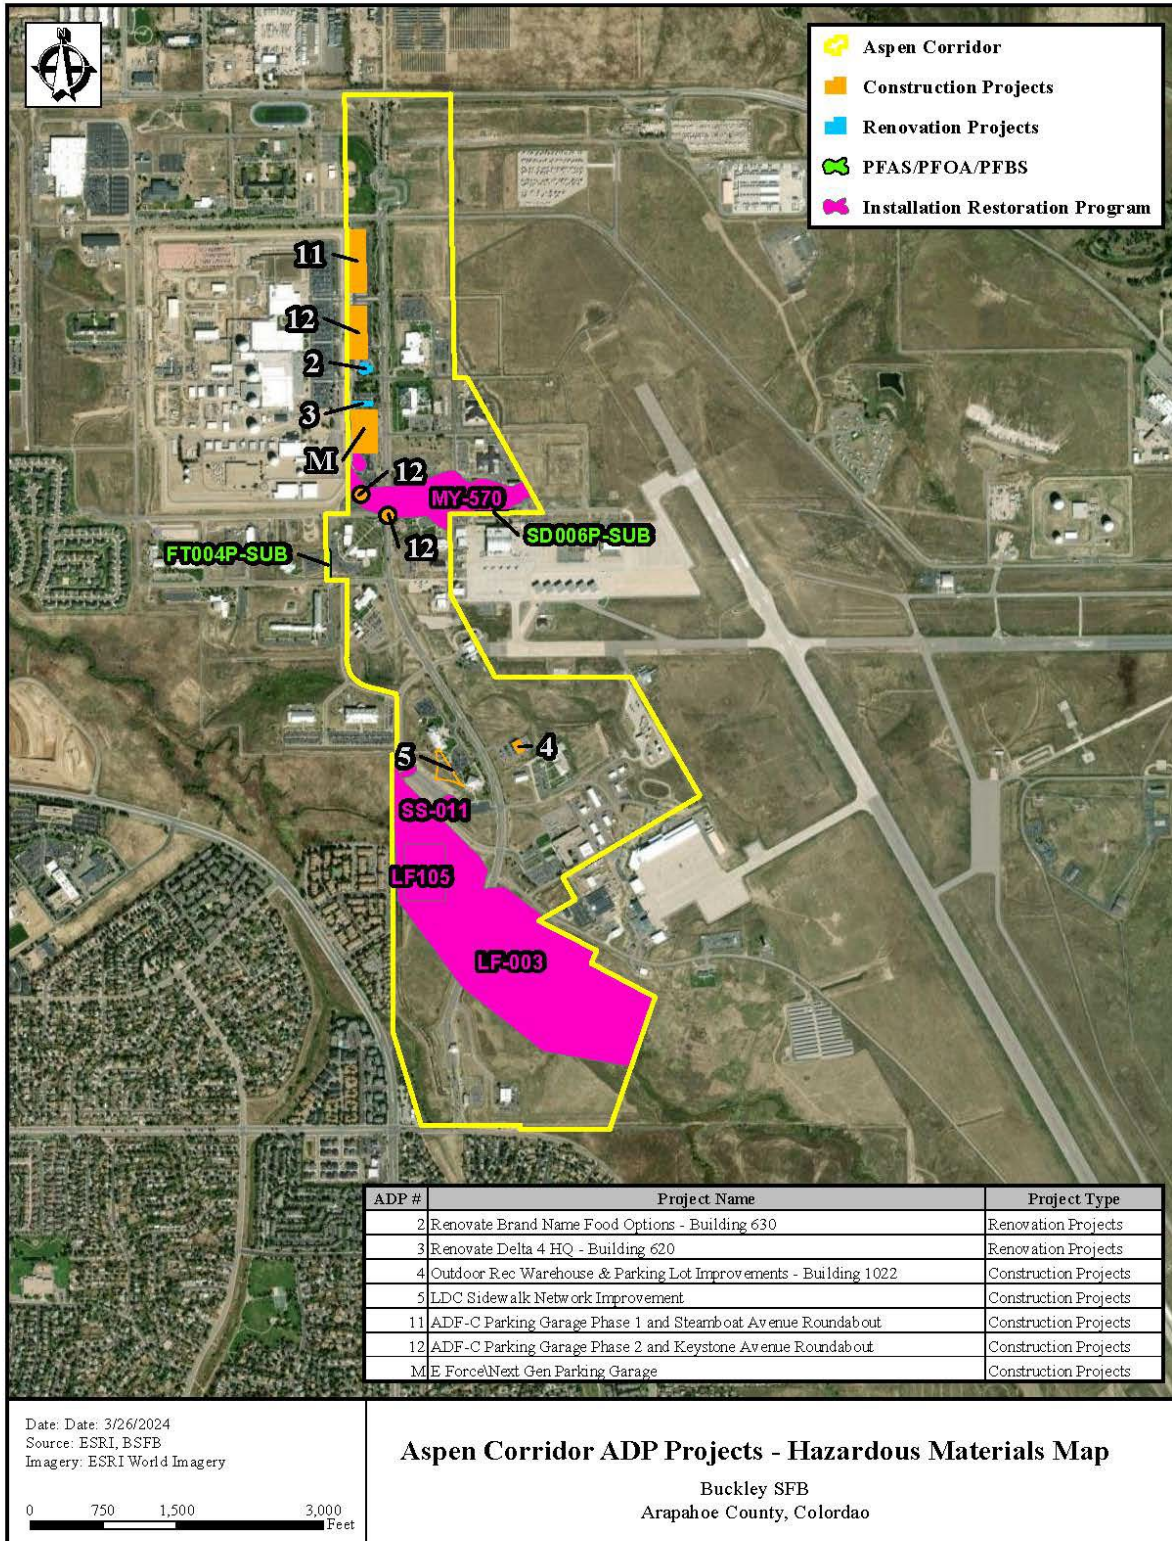 N
Aspen Corridor
Construction Projects
Renovation Projects
PFAS/PFOA/PFBS
Installation Restoration Program
11
12
2
3
M
12
MY-570
SD006P-SUB
12
FT004P-SUB
5
4
SS-011
LF105
LF-003
ADP # Project Name Project Type
2 Renovate Brand Name Food Options - Building 630 Renovation Projects
3 Renovate Delta 4 HQ - Building 620 Renovation Projects
4 Outdoor Rec Warehouse & Parking Lot Improvements - Building 1022 Construction Projects
5 LDC Sidewalk Network Improvement Construction Projects
11 ADF-C Parking Garage Phase 1 and Steamboat Avenue Roundabout Construction Projects
12 ADF-C Parking Garage Phase 2 and Keystone Avenue Roundabout Construction Projects
M E Force\Next Gen Parking Garage Construction Projects
Date: Date: 3/26/2024
Source: ESRI, BSFB
Imagery: ESRI World Imagery
0 750 1,500 3,000
Feet
Aspen Corridor ADP Projects - Hazardous Materials Map
Buckley SFB
Arapahoe County, Colordao